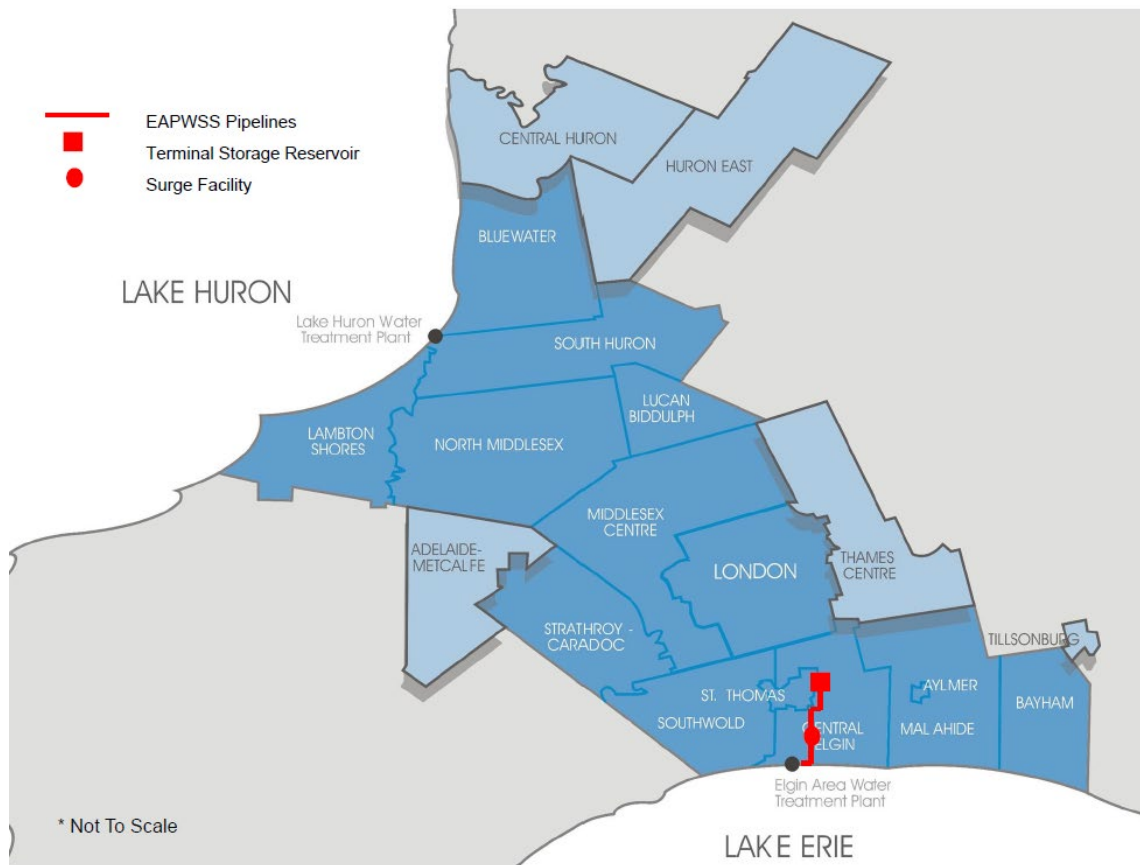 EAPWSS Pipelines
Terminal Storage Reservoir
Surge Facility
CENTRAL HURON
HURON EAST
BLUEWATER
LAKE HURON
Lake Huron Water
Treatment Plant
SOUTH HURON
LUCAN
BIDDULPH
LAMBTON
SHORES
NORTH MIDDLESEX
MIDDLESEX
CENTRE
ADELAIDE-
METCALFE
LONDON
THAMES
CENTRE
STRATHROY -
CARADOC
TILLSONBURG
ST. THOMAS
SOUTHWOLD
CENTRAL
ELGIN
AYLMER
MALAHIDE
BAYHAM
Elgin Area Water
Treatment Plant
* Not To Scale
LAKE ERIE